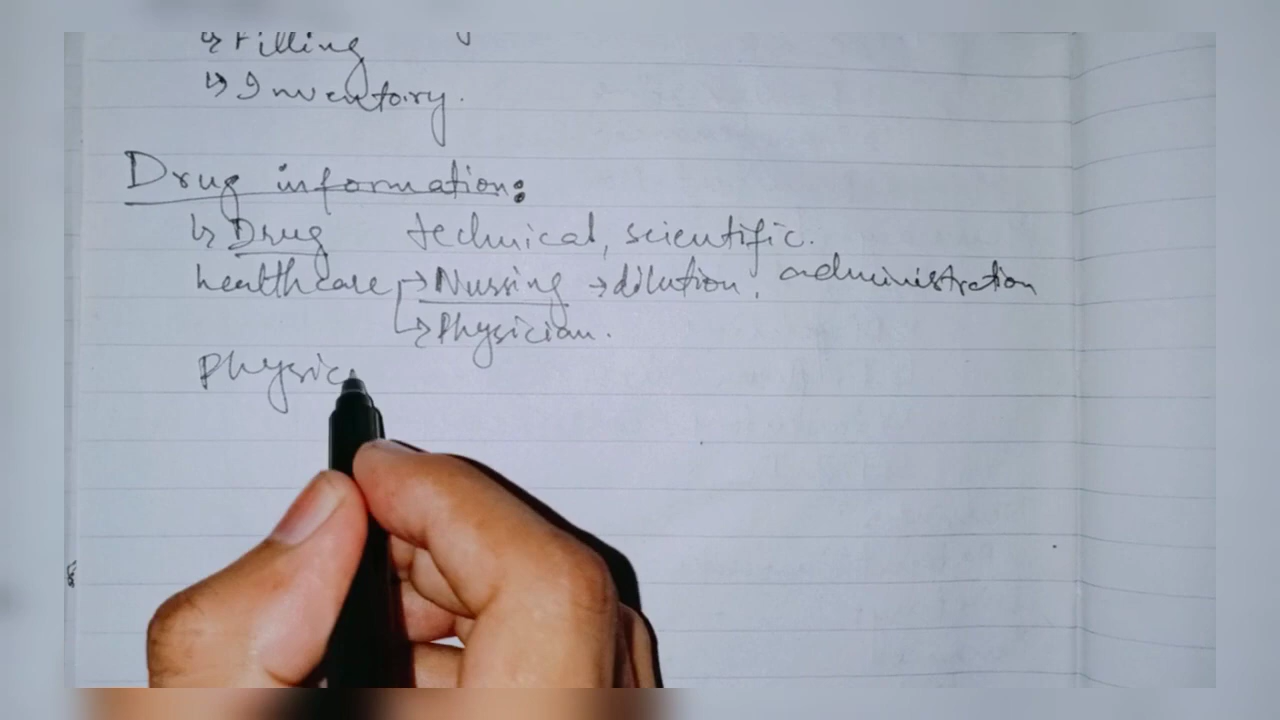 ↳ Filling
↳ Inventory.
Drug information:
↳ Drug technical, scientific.
healthcare → Nursing → dilution, administration
→ Physician.
Physic